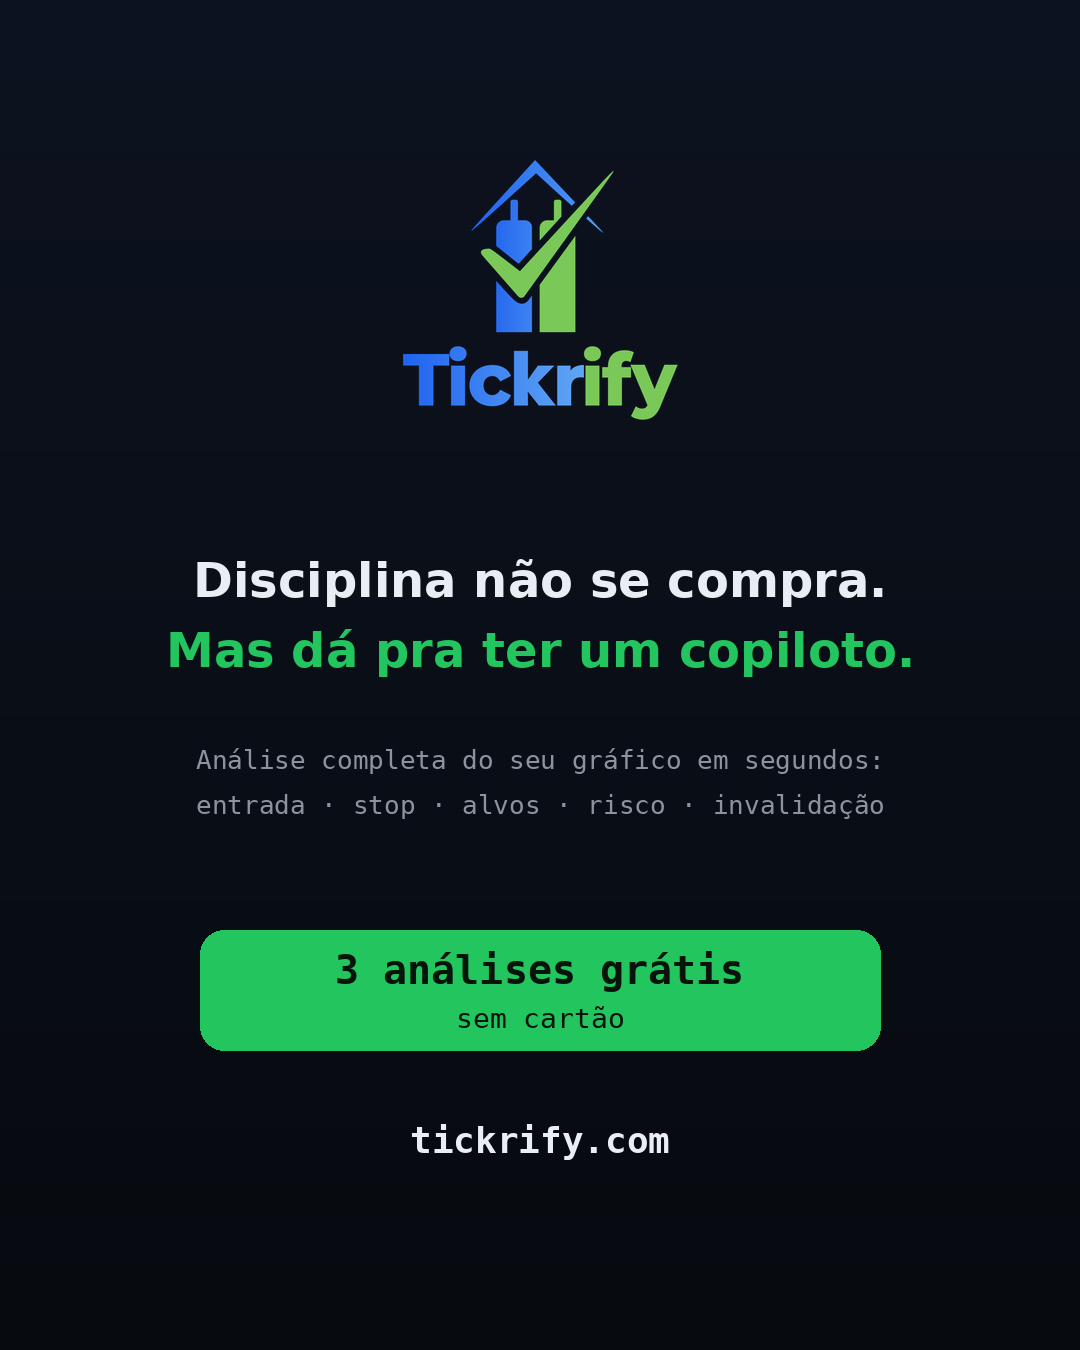 Tickrify
Disciplina não se compra.
Mas dá pra ter um copiloto.
Análise completa do seu gráfico em segundos:
entrada · stop · alvos · risco · invalidação
3 análises grátis
sem cartão
tickrify.com